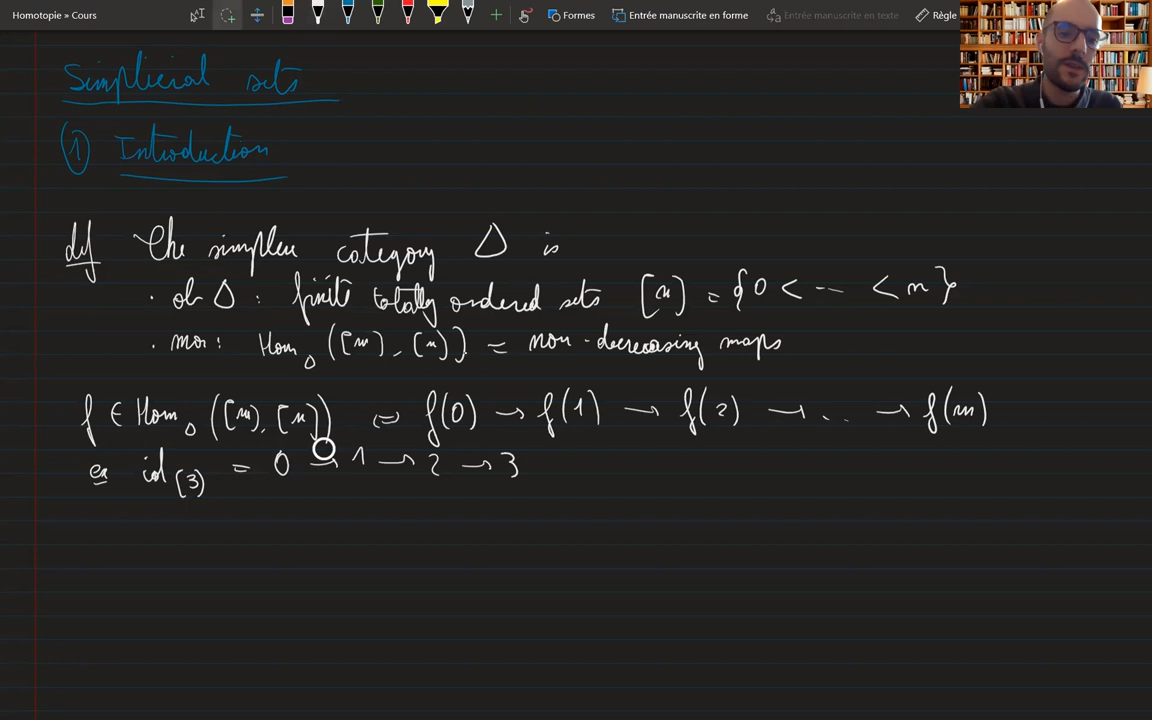 Homotopie » Cours
Formes
Entrée manuscrite en forme
Entrée manuscrite en texte
Règle
Simplicial sets
① Introduction
def The simplex category Δ is
· ob Δ : finite totally ordered sets [n] = {0 < ... < n}
· mor : Hom_Δ([m], [n]) = non-decreasing maps
f ∈ Hom_Δ([m], [n]) ⇔ f(0) → f(1) → f(2) → ... → f(m)
ex id_[3] = 0 → 1 → 2 → 3